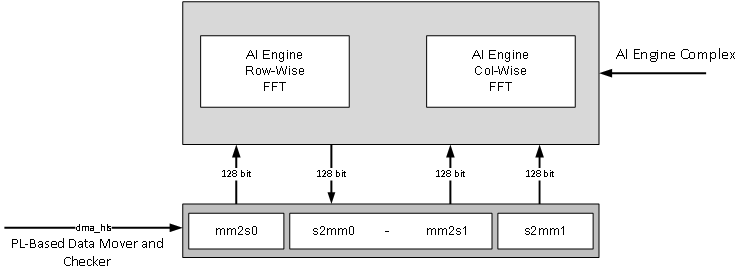 AI Engine
Row-Wise
FFT
AI Engine
Col-Wise
FFT
AI Engine Complex
128 bit
128 bit
128 bit
128 bit
dma_hls
PL-Based Data Mover and
Checker
mm2s0
s2mm0 - mm2s1
s2mm1